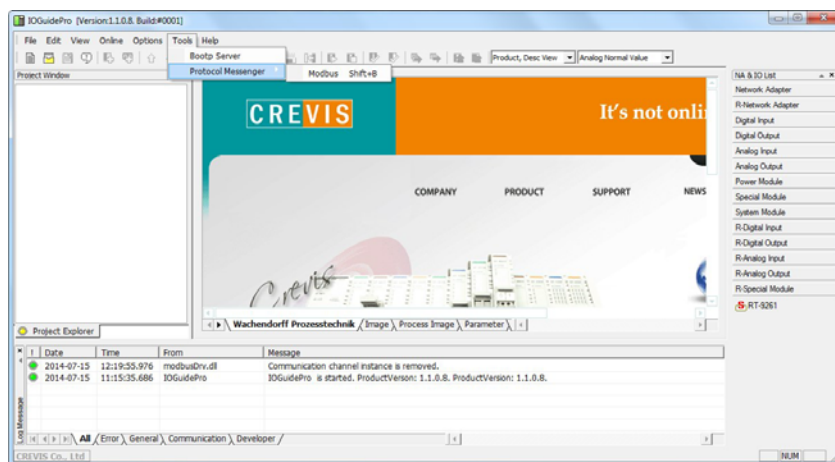 IOGuidePro [Version:1.1.0.8. Build:#0001]
File Edit View Online Options Tools Help
Bootp Server
Protocol Messenger
Modbus Shift+B
Product, Desc View
Analog Normal Value
Project Window
CREVIS
It's not onli
COMPANY PRODUCT SUPPORT NEWS
Crevis
Project Explorer
Wachendorff Prozesstechnik Image Process Image Parameter
NA & IO List
Network Adapter
R-Network Adapter
Digital Input
Digital Output
Analog Input
Analog Output
Power Module
Special Module
System Module
R-Digital Input
R-Digital Output
R-Analog Input
R-Analog Output
R-Special Module
RT-9261
! Date Time From Message
2014-07-15 12:19:55.976 modbusDrv.dll Communication channel instance is removed.
2014-07-15 11:15:35.686 IOGuidePro IOGuidePro is started. ProductVerson: 1.1.0.8. ProductVersion: 1.1.0.8.
Log Message
All Error General Communication Developer
CREVIS Co., Ltd
NUM